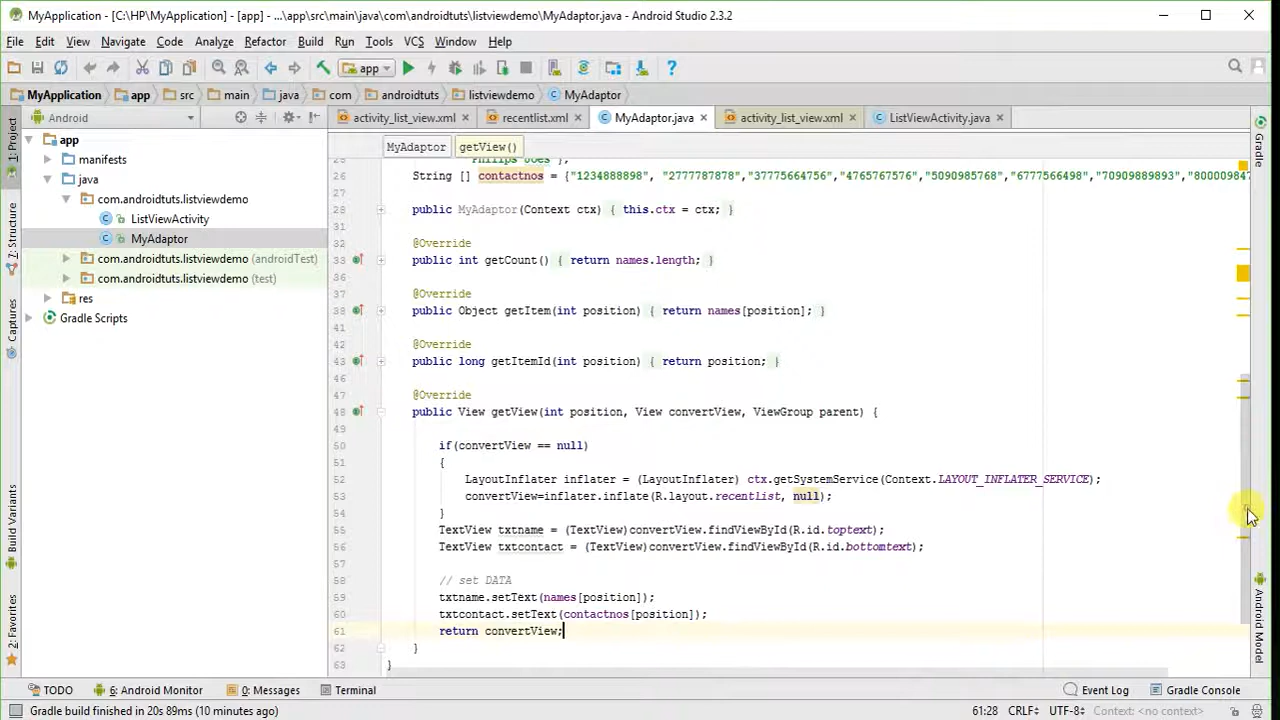 MyApplication - [C:\HP\MyApplication] - [app] - ...\app\src\main\java\com\androidtuts\listviewdemo\MyAdaptor.java - Android Studio 2.3.2
File Edit View Navigate Code Analyze Refactor Build Run Tools VCS Window Help
app
MyApplication app src main java com androidtuts listviewdemo MyAdaptor
Android activity_list_view.xml recentlist.xml MyAdaptor.java activity_list_view.xml ListViewActivity.java
MyAdaptor getView()
1: Project
7: Structure
Captures
Build Variants
2: Favorites
app
manifests
java
com.androidtuts.listviewdemo
ListViewActivity
MyAdaptor
com.androidtuts.listviewdemo (androidTest)
com.androidtuts.listviewdemo (test)
res
Gradle Scripts
26 String [] contactnos = {"1234888898", "2777787878","37775664756","4765767576","5090985768","6777566498","70909889893","800009847
27
28 public MyAdaptor(Context ctx) { this.ctx = ctx; }
31
32 @Override
33 public int getCount() { return names.length; }
36
37 @Override
38 public Object getItem(int position) { return names[position]; }
41
42 @Override
43 public long getItemId(int position) { return position; }
46
47 @Override
48 public View getView(int position, View convertView, ViewGroup parent) {
49
50 if(convertView == null)
51 {
52 LayoutInflater inflater = (LayoutInflater) ctx.getSystemService(Context.LAYOUT_INFLATER_SERVICE);
53 convertView=inflater.inflate(R.layout.recentlist, null);
54 }
55 TextView txtname = (TextView)convertView.findViewById(R.id.toptext);
56 TextView txtcontact = (TextView)convertView.findViewById(R.id.bottomtext);
57
58 // set DATA
59 txtname.setText(names[position]);
60 txtcontact.setText(contactnos[position]);
61 return convertView;
62 }
63 }
Gradle
Android Model
TODO 6: Android Monitor 0: Messages Terminal Event Log Gradle Console
Gradle build finished in 20s 89ms (10 minutes ago) 61:28 CRLF UTF-8 Context: <no context>